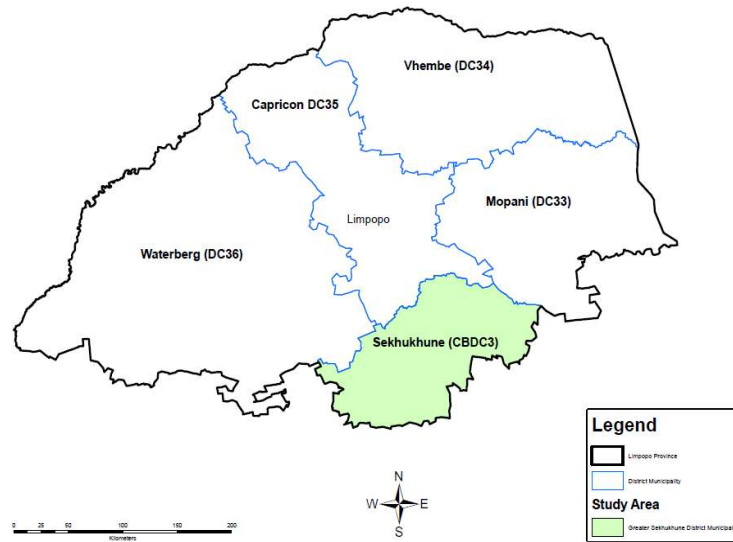 Vhembe (DC34)
Capricon DC35
Mopani (DC33)
Limpopo
Waterberg (DC36)
Sekhukhune (CBDC3)
Legend
Limpopo Province
District Municipality
Study Area
Greater Sekhukhune District Municipal
N
W E
S
0 25 50 100 150 200
Kilometers